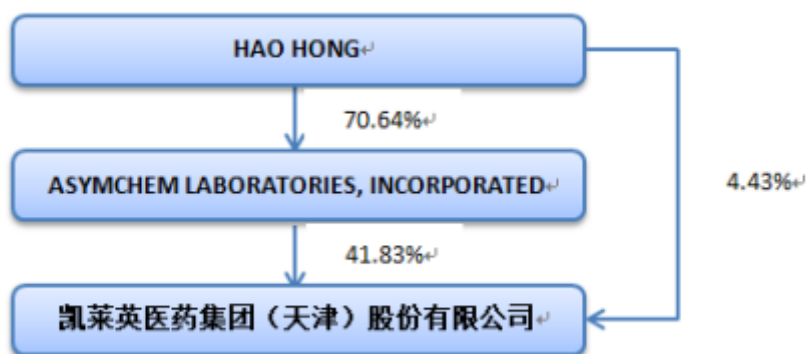 HAO HONG
70.64%
ASYMCHEM LABORATORIES, INCORPORATED
4.43%
41.83%
凯莱英医药集团（天津）股份有限公司